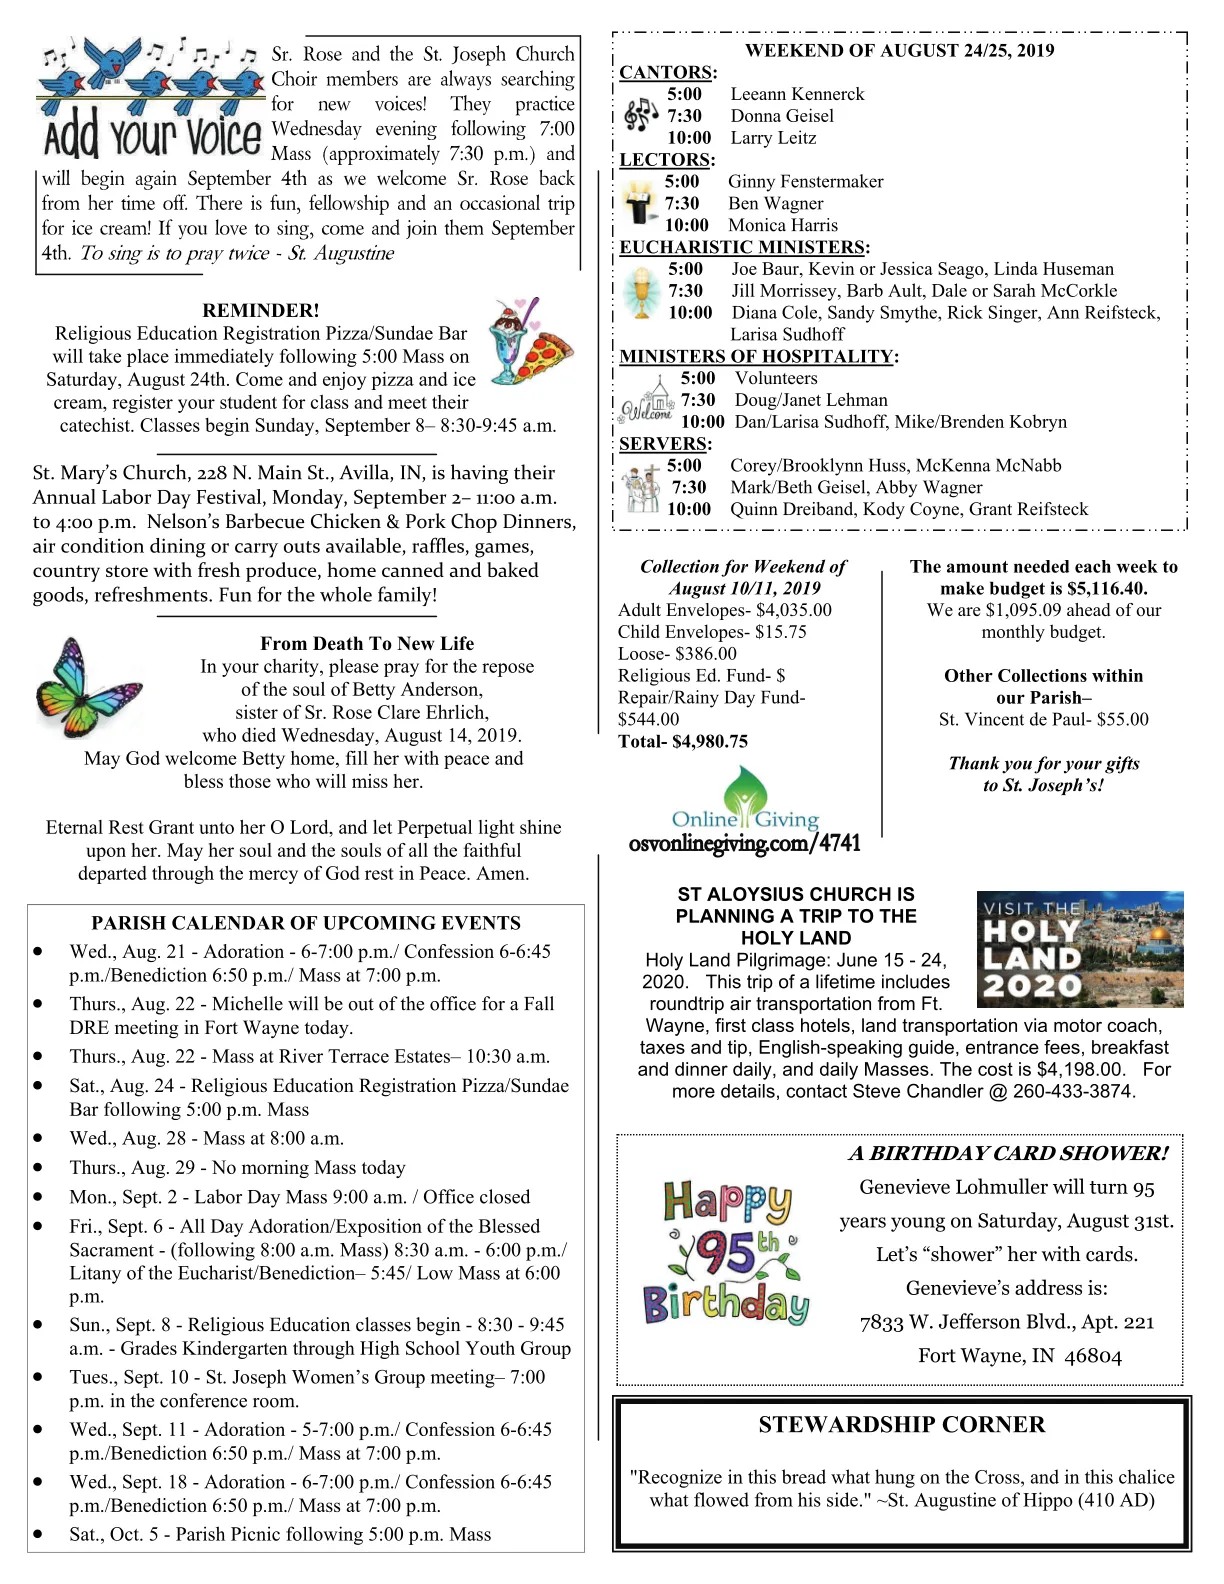 Add Your Voice
Sr. Rose and the St. Joseph Church
Choir members are always searching
for new voices! They practice
Wednesday evening following 7:00
Mass (approximately 7:30 p.m.) and
will begin again September 4th as we welcome Sr. Rose back
from her time off. There is fun, fellowship and an occasional trip
for ice cream! If you love to sing, come and join them September
4th. To sing is to pray twice - St. Augustine
REMINDER!
Religious Education Registration Pizza/Sundae Bar
will take place immediately following 5:00 Mass on
Saturday, August 24th. Come and enjoy pizza and ice
cream, register your student for class and meet their
catechist. Classes begin Sunday, September 8– 8:30-9:45 a.m.
St. Mary's Church, 228 N. Main St., Avilla, IN, is having their
Annual Labor Day Festival, Monday, September 2– 11:00 a.m.
to 4:00 p.m. Nelson's Barbecue Chicken & Pork Chop Dinners,
air condition dining or carry outs available, raffles, games,
country store with fresh produce, home canned and baked
goods, refreshments. Fun for the whole family!
From Death To New Life
In your charity, please pray for the repose
of the soul of Betty Anderson,
sister of Sr. Rose Clare Ehrlich,
who died Wednesday, August 14, 2019.
May God welcome Betty home, fill her with peace and
bless those who will miss her.
Eternal Rest Grant unto her O Lord, and let Perpetual light shine
upon her. May her soul and the souls of all the faithful
departed through the mercy of God rest in Peace. Amen.
PARISH CALENDAR OF UPCOMING EVENTS
• Wed., Aug. 21 - Adoration - 6-7:00 p.m./ Confession 6-6:45
p.m./Benediction 6:50 p.m./ Mass at 7:00 p.m.
• Thurs., Aug. 22 - Michelle will be out of the office for a Fall
DRE meeting in Fort Wayne today.
• Thurs., Aug. 22 - Mass at River Terrace Estates– 10:30 a.m.
• Sat., Aug. 24 - Religious Education Registration Pizza/Sundae
Bar following 5:00 p.m. Mass
• Wed., Aug. 28 - Mass at 8:00 a.m.
• Thurs., Aug. 29 - No morning Mass today
• Mon., Sept. 2 - Labor Day Mass 9:00 a.m. / Office closed
• Fri., Sept. 6 - All Day Adoration/Exposition of the Blessed
Sacrament - (following 8:00 a.m. Mass) 8:30 a.m. - 6:00 p.m./
Litany of the Eucharist/Benediction– 5:45/ Low Mass at 6:00
p.m.
• Sun., Sept. 8 - Religious Education classes begin - 8:30 - 9:45
a.m. - Grades Kindergarten through High School Youth Group
• Tues., Sept. 10 - St. Joseph Women's Group meeting– 7:00
p.m. in the conference room.
• Wed., Sept. 11 - Adoration - 5-7:00 p.m./ Confession 6-6:45
p.m./Benediction 6:50 p.m./ Mass at 7:00 p.m.
• Wed., Sept. 18 - Adoration - 6-7:00 p.m./ Confession 6-6:45
p.m./Benediction 6:50 p.m./ Mass at 7:00 p.m.
• Sat., Oct. 5 - Parish Picnic following 5:00 p.m. Mass
WEEKEND OF AUGUST 24/25, 2019
CANTORS:
5:00 Leeann Kennerck
7:30 Donna Geisel
10:00 Larry Leitz
LECTORS:
5:00 Ginny Fenstermaker
7:30 Ben Wagner
10:00 Monica Harris
EUCHARISTIC MINISTERS:
5:00 Joe Baur, Kevin or Jessica Seago, Linda Huseman
7:30 Jill Morrissey, Barb Ault, Dale or Sarah McCorkle
10:00 Diana Cole, Sandy Smythe, Rick Singer, Ann Reifsteck,
Larisa Sudhoff
MINISTERS OF HOSPITALITY:
Welcome
5:00 Volunteers
7:30 Doug/Janet Lehman
10:00 Dan/Larisa Sudhoff, Mike/Brenden Kobryn
SERVERS:
5:00 Corey/Brooklynn Huss, McKenna McNabb
7:30 Mark/Beth Geisel, Abby Wagner
10:00 Quinn Dreiband, Kody Coyne, Grant Reifsteck
Collection for Weekend of
August 10/11, 2019
Adult Envelopes- $4,035.00
Child Envelopes- $15.75
Loose- $386.00
Religious Ed. Fund- $
Repair/Rainy Day Fund-
$544.00
Total- $4,980.75
Online Giving
osvonlinegiving.com/4741
The amount needed each week to
make budget is $5,116.40.
We are $1,095.09 ahead of our
monthly budget.
Other Collections within
our Parish–
St. Vincent de Paul- $55.00
Thank you for your gifts
to St. Joseph's!
ST ALOYSIUS CHURCH IS
PLANNING A TRIP TO THE
HOLY LAND
Holy Land Pilgrimage: June 15 - 24,
2020. This trip of a lifetime includes
roundtrip air transportation from Ft.
Wayne, first class hotels, land transportation via motor coach,
taxes and tip, English-speaking guide, entrance fees, breakfast
and dinner daily, and daily Masses. The cost is $4,198.00. For
more details, contact Steve Chandler @ 260-433-3874.
VISIT THE
HOLY
LAND
2020
Happy
95th
Birthday
A BIRTHDAY CARD SHOWER!
Genevieve Lohmuller will turn 95
years young on Saturday, August 31st.
Let's "shower" her with cards.
Genevieve's address is:
7833 W. Jefferson Blvd., Apt. 221
Fort Wayne, IN 46804
STEWARDSHIP CORNER
"Recognize in this bread what hung on the Cross, and in this chalice
what flowed from his side." ~St. Augustine of Hippo (410 AD)